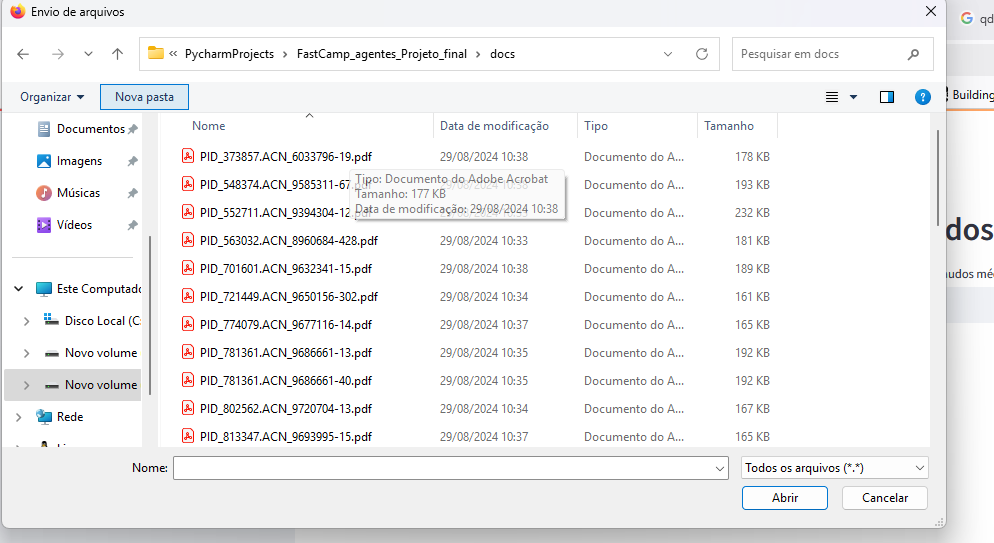 Envio de arquivos
qd
« PycharmProjects > FastCamp_agentes_Projeto_final > docs
Pesquisar em docs
Organizar Nova pasta
Building
Nome Data de modificação Tipo Tamanho
Documentos
Imagens
Músicas
Vídeos
Este Computado
Disco Local (C:
Novo volume
Novo volume
Rede
PID_373857.ACN_6033796-19.pdf 29/08/2024 10:38 Documento do A... 178 KB
PID_548374.ACN_9585311-67.pdf 29/08/2024 10:38 Documento do A... 193 KB
PID_552711.ACN_9394304-12.pdf Documento do A... 232 KB
Tipo: Documento do Adobe Acrobat
Tamanho: 177 KB
Data de modificação: 29/08/2024 10:38
PID_563032.ACN_8960684-428.pdf 29/08/2024 10:33 Documento do A... 181 KB
PID_701601.ACN_9632341-15.pdf 29/08/2024 10:38 Documento do A... 189 KB
PID_721449.ACN_9650156-302.pdf 29/08/2024 10:34 Documento do A... 161 KB
PID_774079.ACN_9677116-14.pdf 29/08/2024 10:37 Documento do A... 165 KB
PID_781361.ACN_9686661-13.pdf 29/08/2024 10:35 Documento do A... 192 KB
PID_781361.ACN_9686661-40.pdf 29/08/2024 10:35 Documento do A... 192 KB
PID_802562.ACN_9720704-13.pdf 29/08/2024 10:34 Documento do A... 167 KB
PID_813347.ACN_9693995-15.pdf 29/08/2024 10:37 Documento do A... 165 KB
dos
audos mé
Nome:
Todos os arquivos (*.*)
Abrir Cancelar